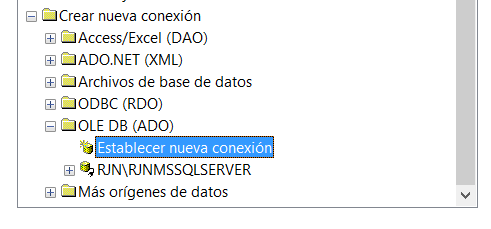 Crear nueva conexión
Access/Excel (DAO)
ADO.NET (XML)
Archivos de base de datos
ODBC (RDO)
OLE DB (ADO)
Establecer nueva conexión
RJN\RJNMSSQLSERVER
Más orígenes de datos